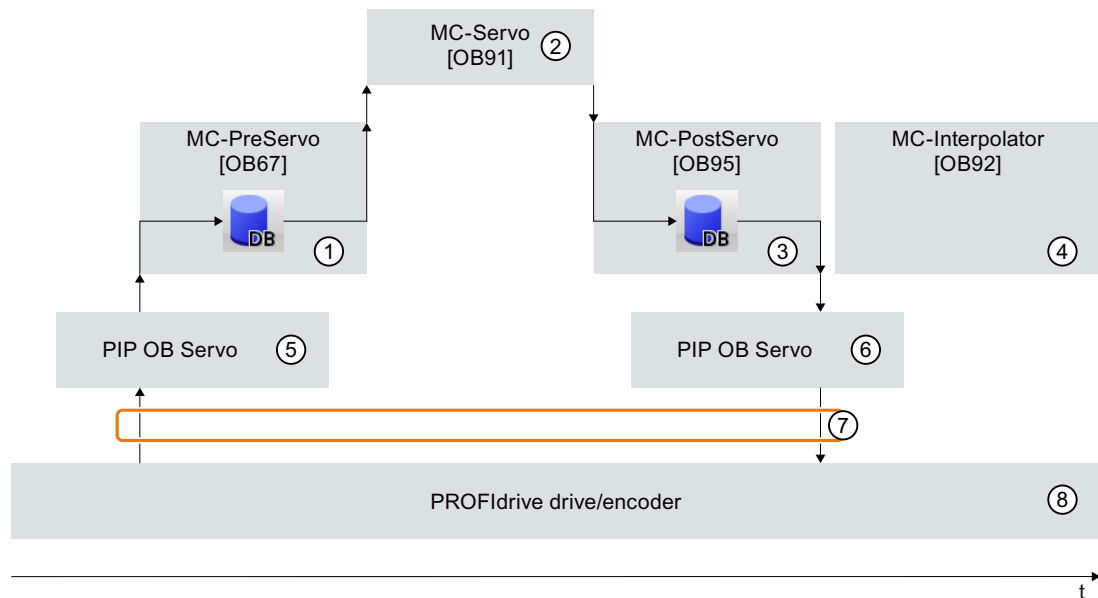 MC-Servo
[OB91]
2
MC-PreServo
[OB67]
DB
1
MC-PostServo
[OB95]
DB
3
MC-Interpolator
[OB92]
4
PIP OB Servo
5
PIP OB Servo
6
7
PROFIdrive drive/encoder
8
t